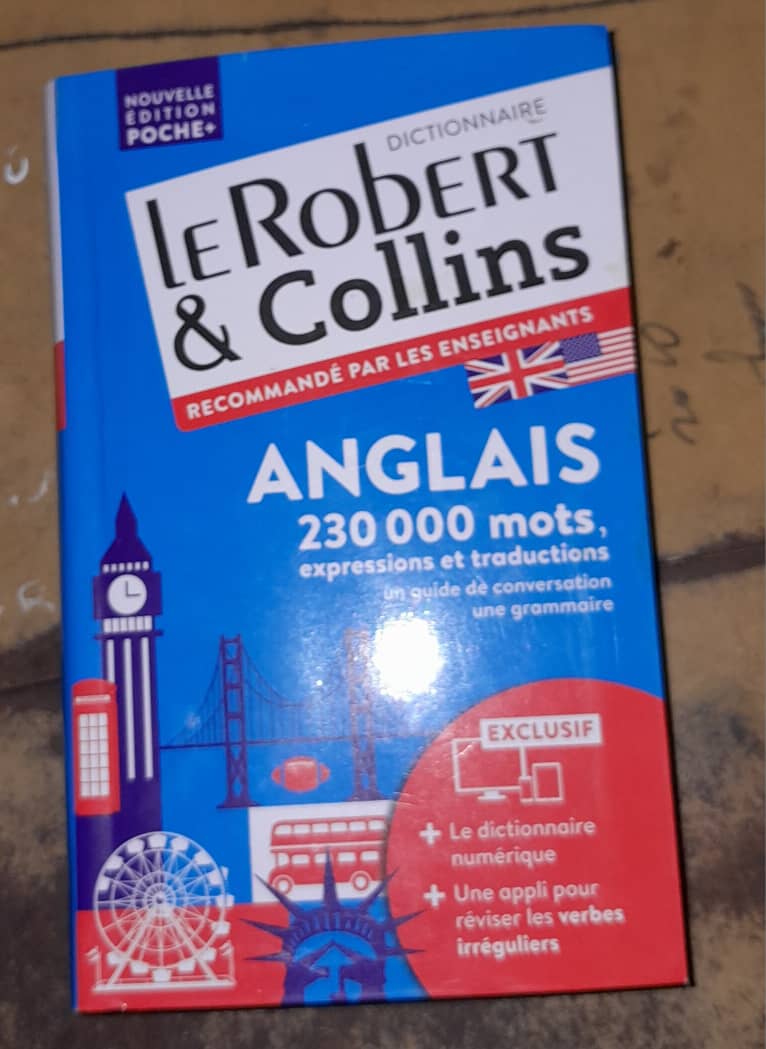 NOUVELLE
ÉDITION
POCHE+
DICTIONNAIRE
LE ROBERT
& Collins
RECOMMANDÉ PAR LES ENSEIGNANTS
ANGLAIS
230 000 mots,
expressions et traductions
un guide de conversation
une grammaire
EXCLUSIF
+ Le dictionnaire
numérique
+ Une appli pour
réviser les verbes
irréguliers